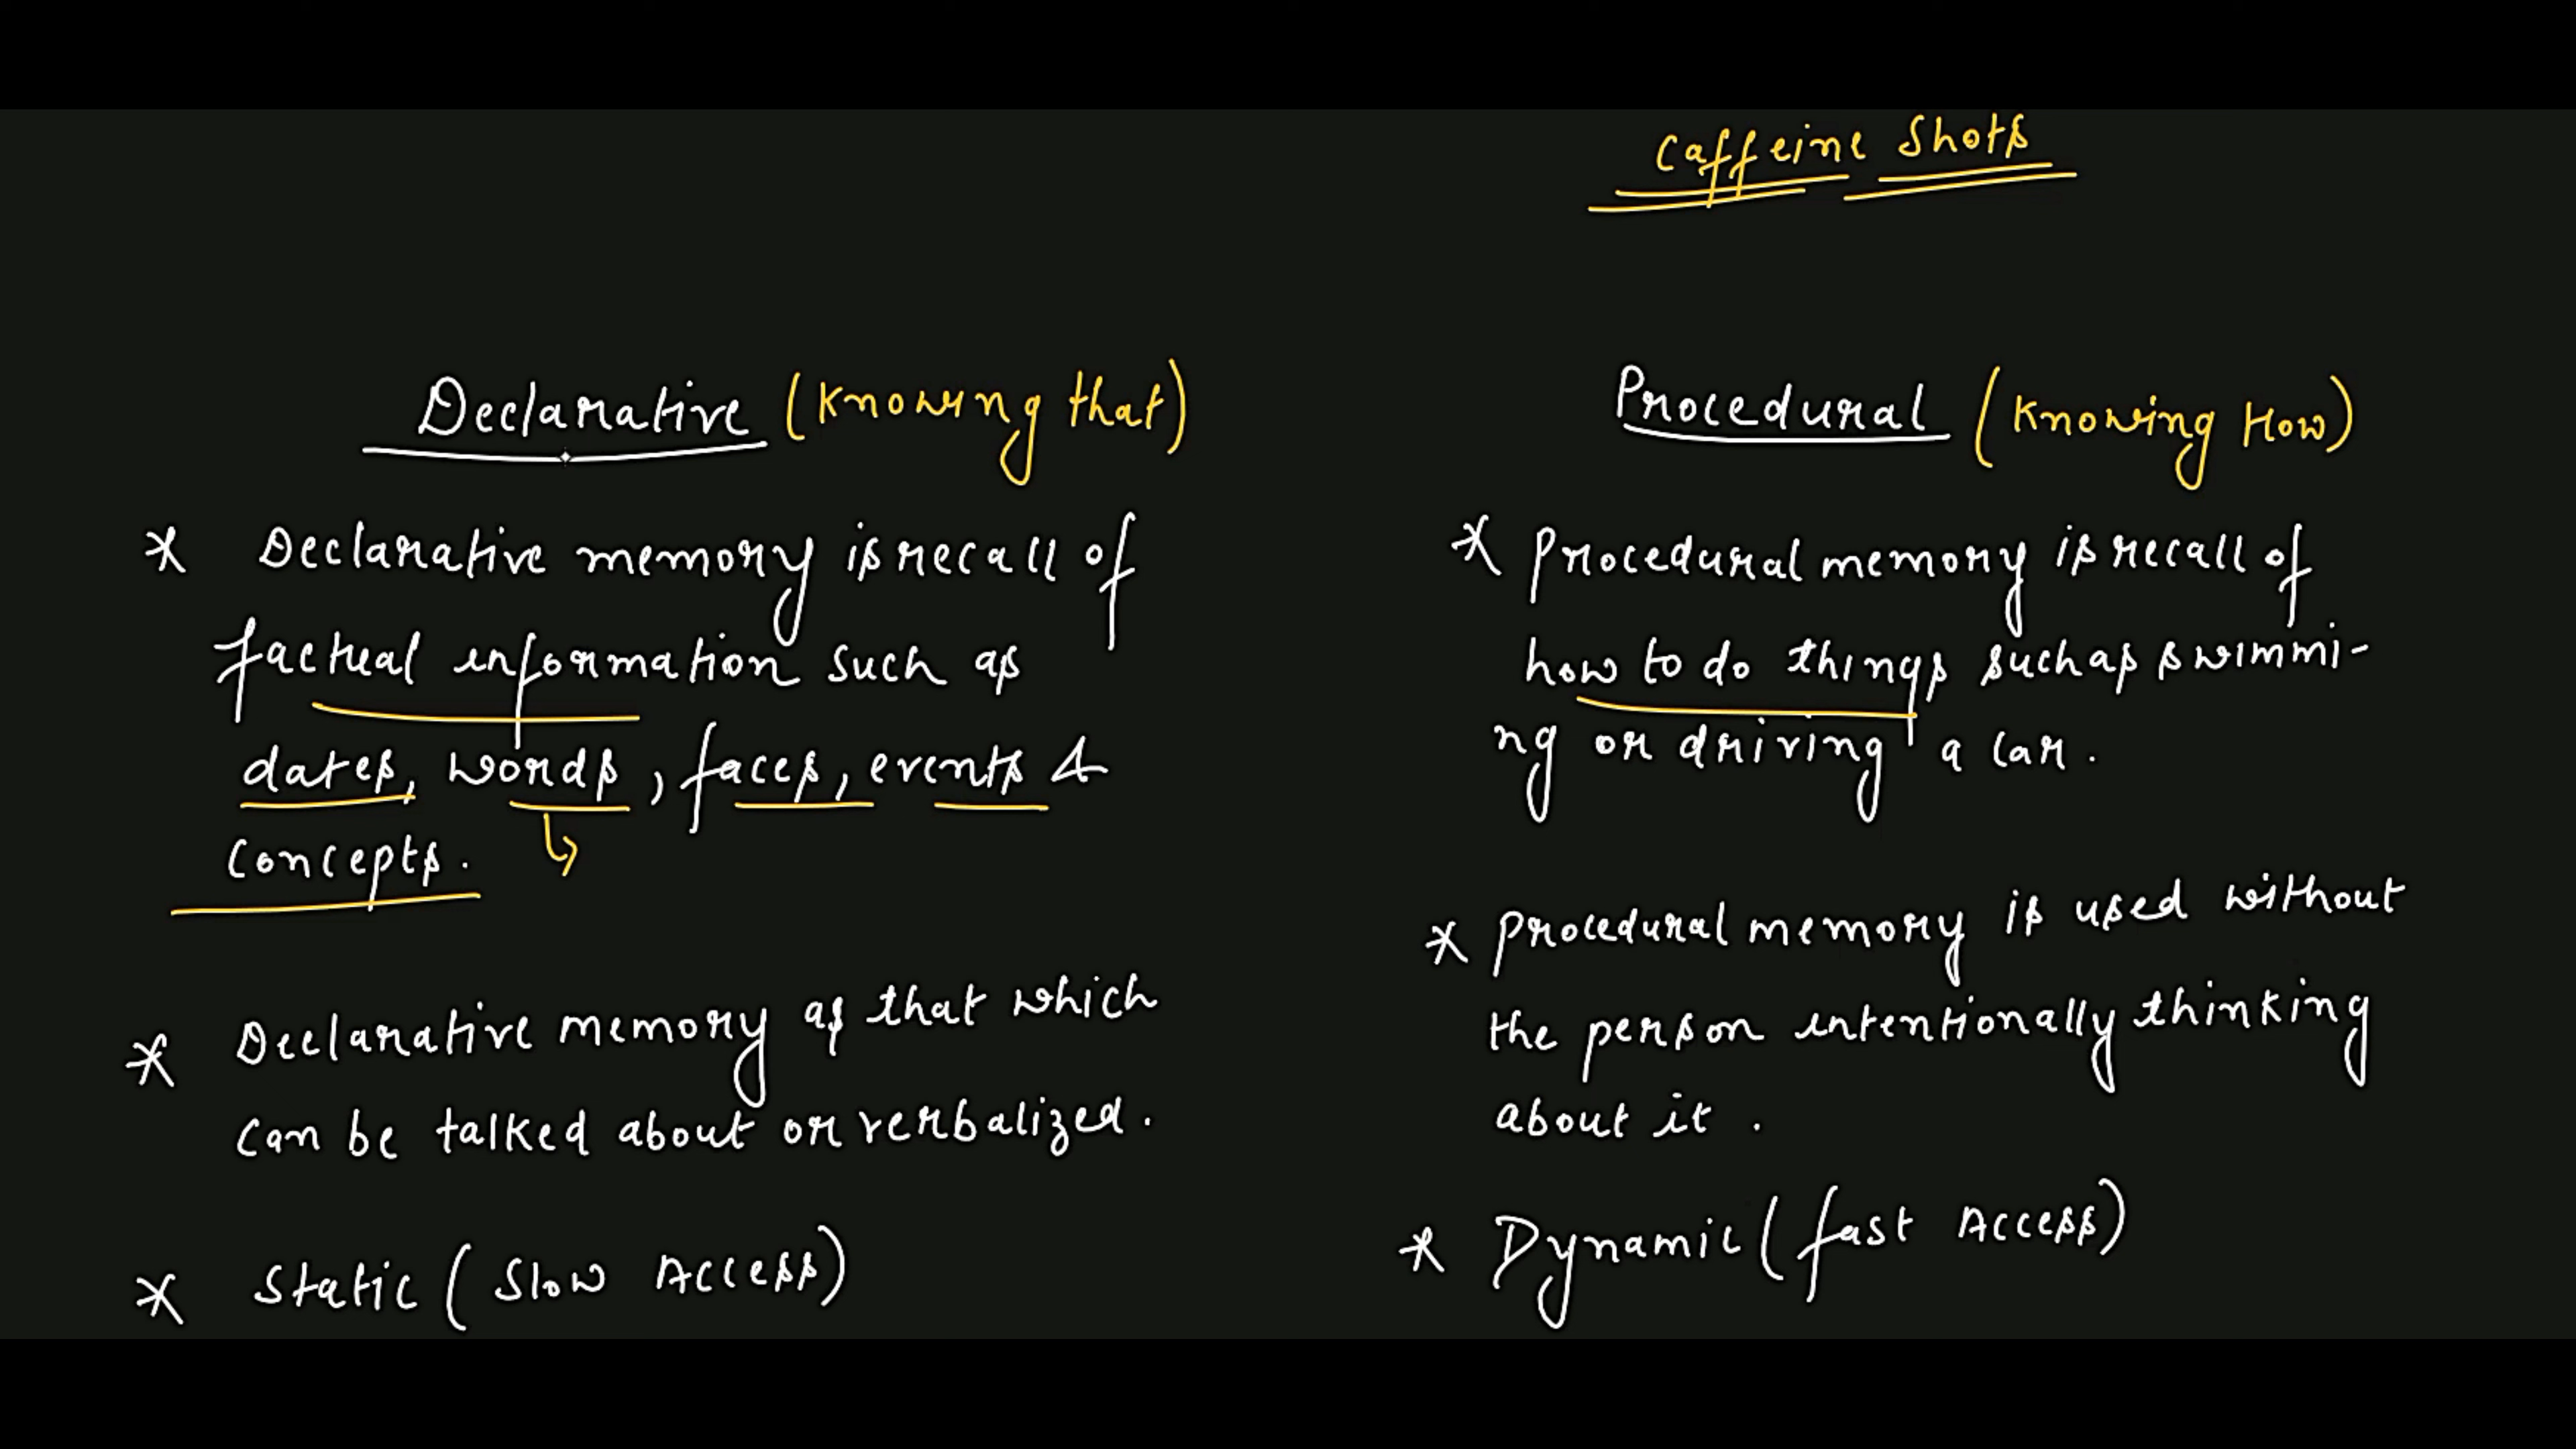 Caffeine Shots
Declarative (Knowing that)
* Declarative memory is recall of
factual information such as
dates, words, faces, events &
concepts.
* Declarative memory as that which
can be talked about or verbalized.
* Static (Slow Access)
Procedural (Knowing How)
* Procedural memory is recall of
how to do things such as swimmi-
ng or driving a car.
* Procedural memory is used without
the person intentionally thinking
about it.
* Dynamic (fast Access)